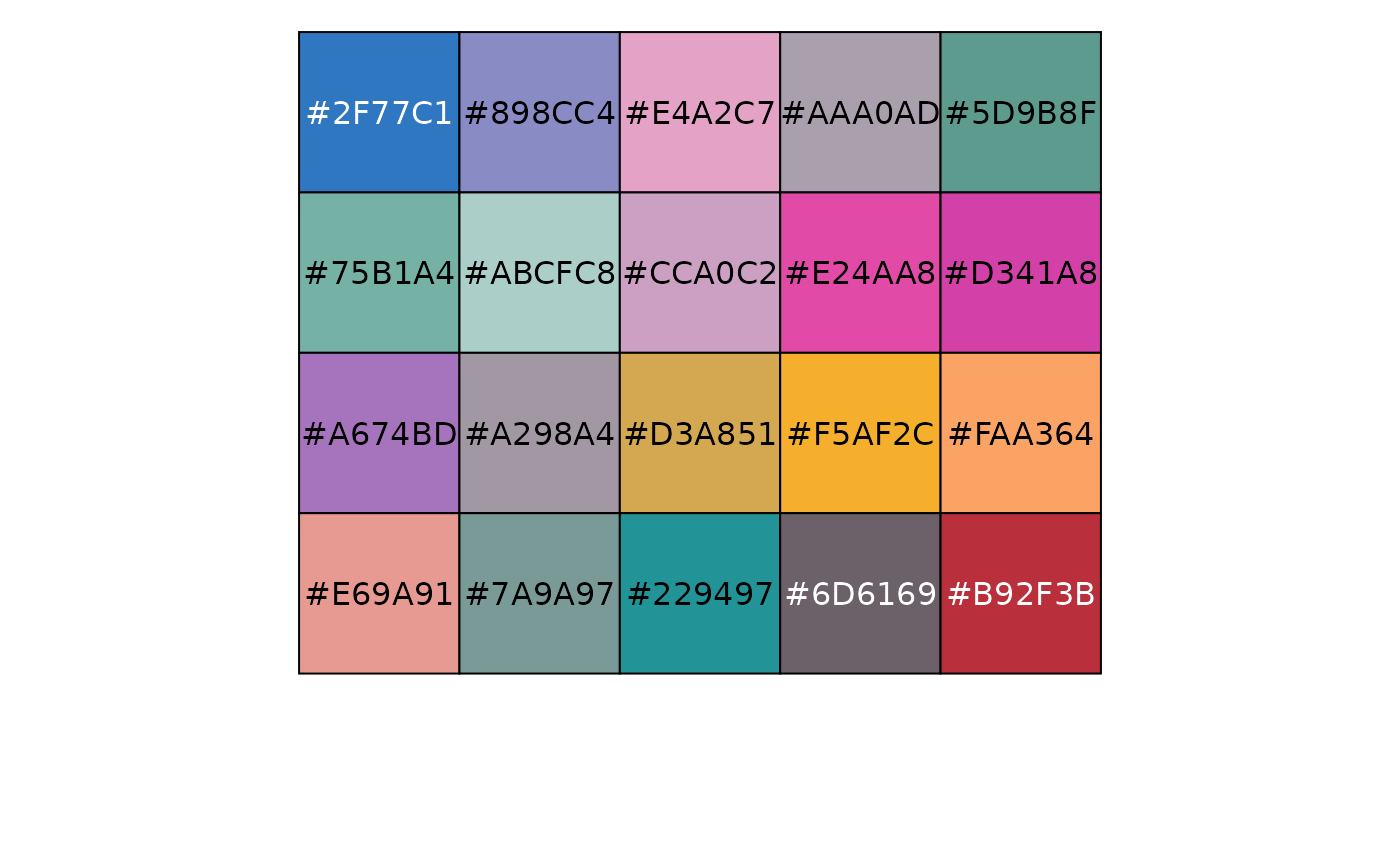 #2F77C1 #898CC4 #E4A2C7 #AAA0AD #5D9B8F
#75B1A4 #ABCFC8 #CCA0C2 #E24AA8 #D341A8
#A674BD #A298A4 #D3A851 #F5AF2C #FAA364
#E69A91 #7A9A97 #229497 #6D6169 #B92F3B